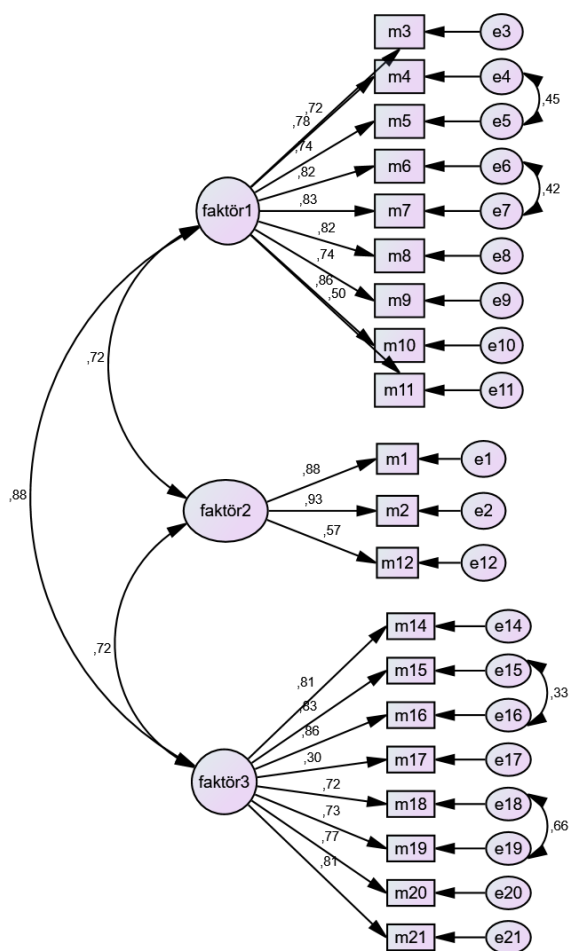 m3 e3
m4 e4
,45
,72
,78
m5 e5
,74
m6 e6
,82
,42
faktör1
,83
m7 e7
,82
m8 e8
,74
m9 e9
,86
,50
m10 e10
,72
m11 e11
m1 e1
,88
,88
faktör2
,93
m2 e2
,57
m12 e12
m14 e14
,72
m15 e15
,81
,33
,83
m16 e16
,86
,30
m17 e17
faktör3
,72
m18 e18
,73
,66
m19 e19
,77
,81
m20 e20
m21 e21